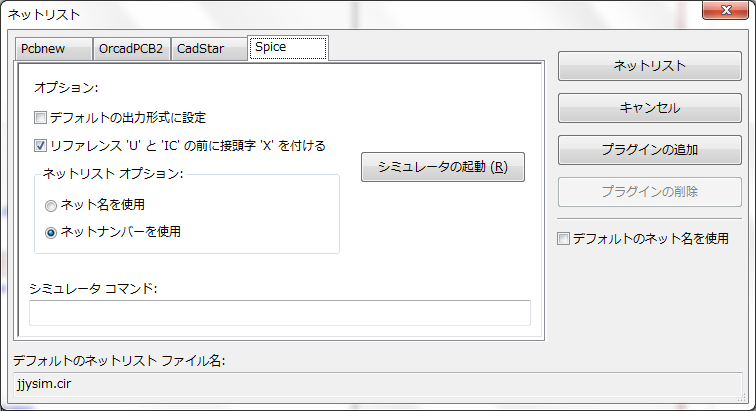 ネットリスト
Pcbnew
OrcadPCB2
CadStar
Spice
オプション:
デフォルトの出力形式に設定
リファレンス 'U' と 'IC' の前に接頭字 'X' を付ける
ネットリスト オプション:
ネット名を使用
ネットナンバーを使用
シミュレータの起動 (R)
シミュレータ コマンド:
ネットリスト
キャンセル
プラグインの追加
プラグインの削除
デフォルトのネット名を使用
デフォルトのネットリスト ファイル名:
jjysim.cir